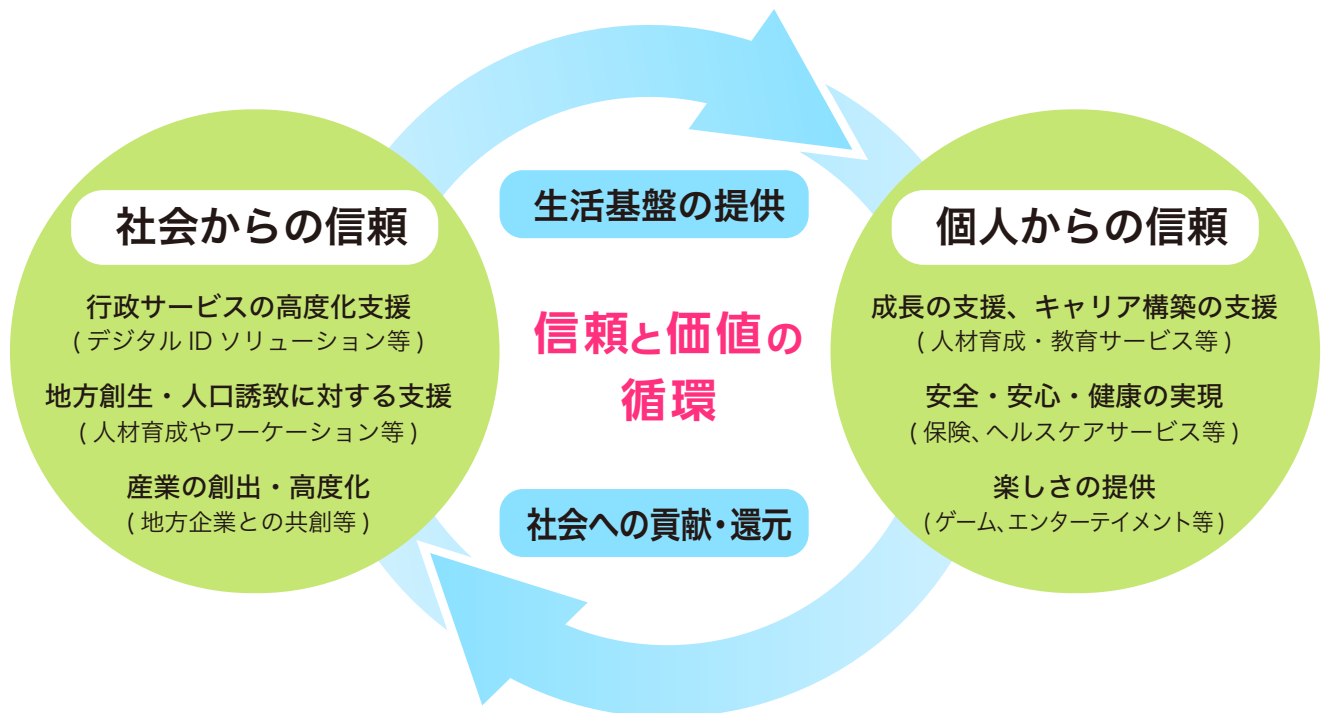 社会からの信頼
行政サービスの高度化支援
(デジタル ID ソリューション等)
地方創生・人口誘致に対する支援
(人材育成やワーケーション等)
産業の創出・高度化
(地方企業との共創等)
生活基盤の提供
信頼と価値の
循環
社会への貢献・還元
個人からの信頼
成長の支援、キャリア構築の支援
(人材育成・教育サービス等)
安全・安心・健康の実現
(保険、ヘルスケアサービス等)
楽しさの提供
(ゲーム、エンターテイメント等)